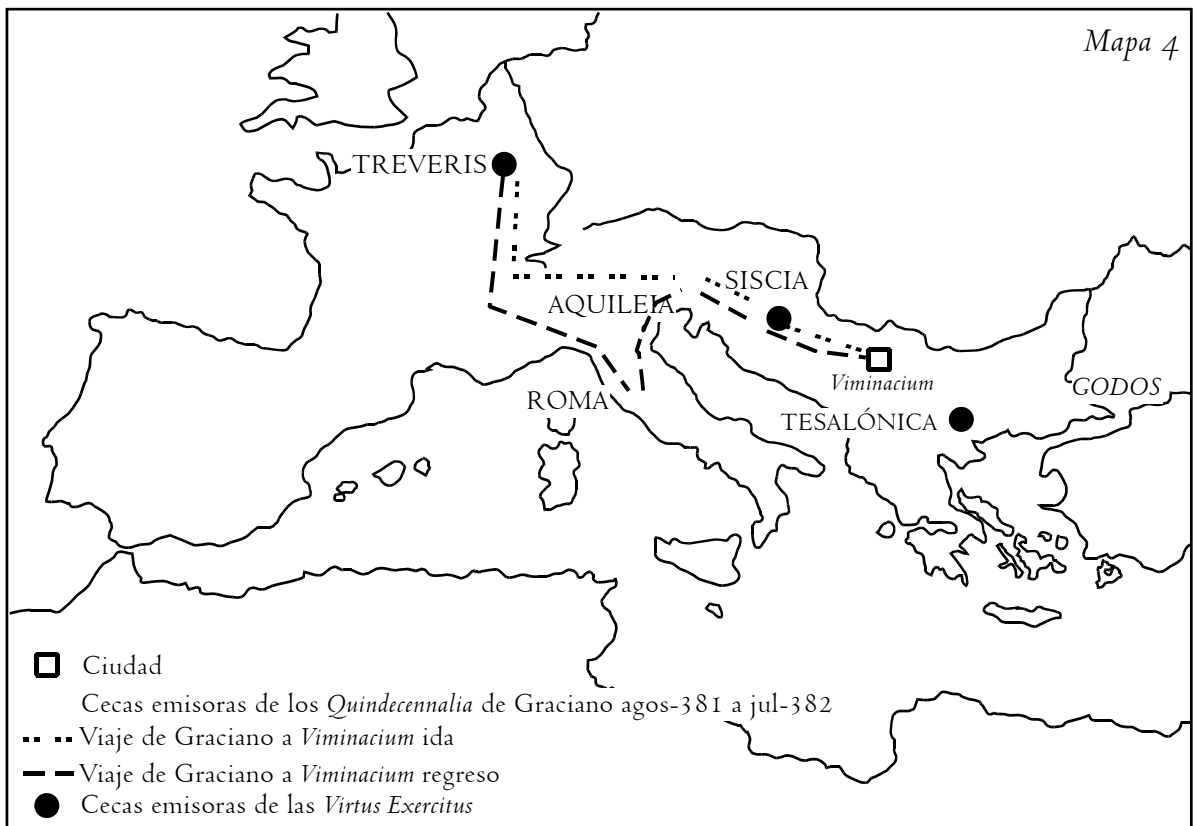 Mapa 4
TREVERIS
SISCIA
AQUILEIA
Viminacium
GODOS
ROMA
TESALÓNICA
Ciudad
Cecas emisoras de los Quindecennalia de Graciano agos-381 a jul-382
Viaje de Graciano a Viminacium ida
Viaje de Graciano a Viminacium regreso
Cecas emisoras de las Virtus Exercitus